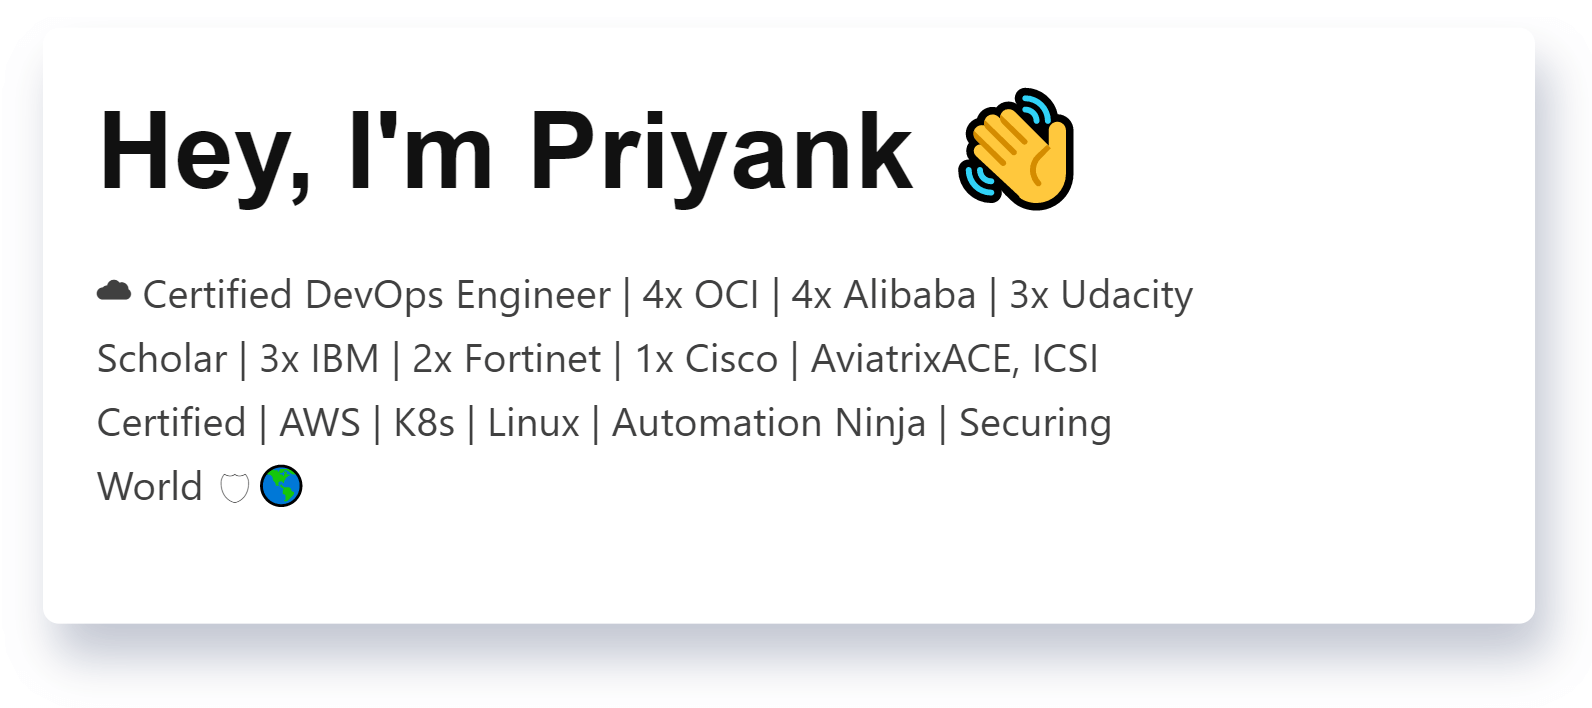 Hey, I'm Priyank 👋
☁ Certified DevOps Engineer | 4x OCI | 4x Alibaba | 3x Udacity
Scholar | 3x IBM | 2x Fortinet | 1x Cisco | AviatrixACE, ICSI
Certified | AWS | K8s | Linux | Automation Ninja | Securing
World 🛡🌎